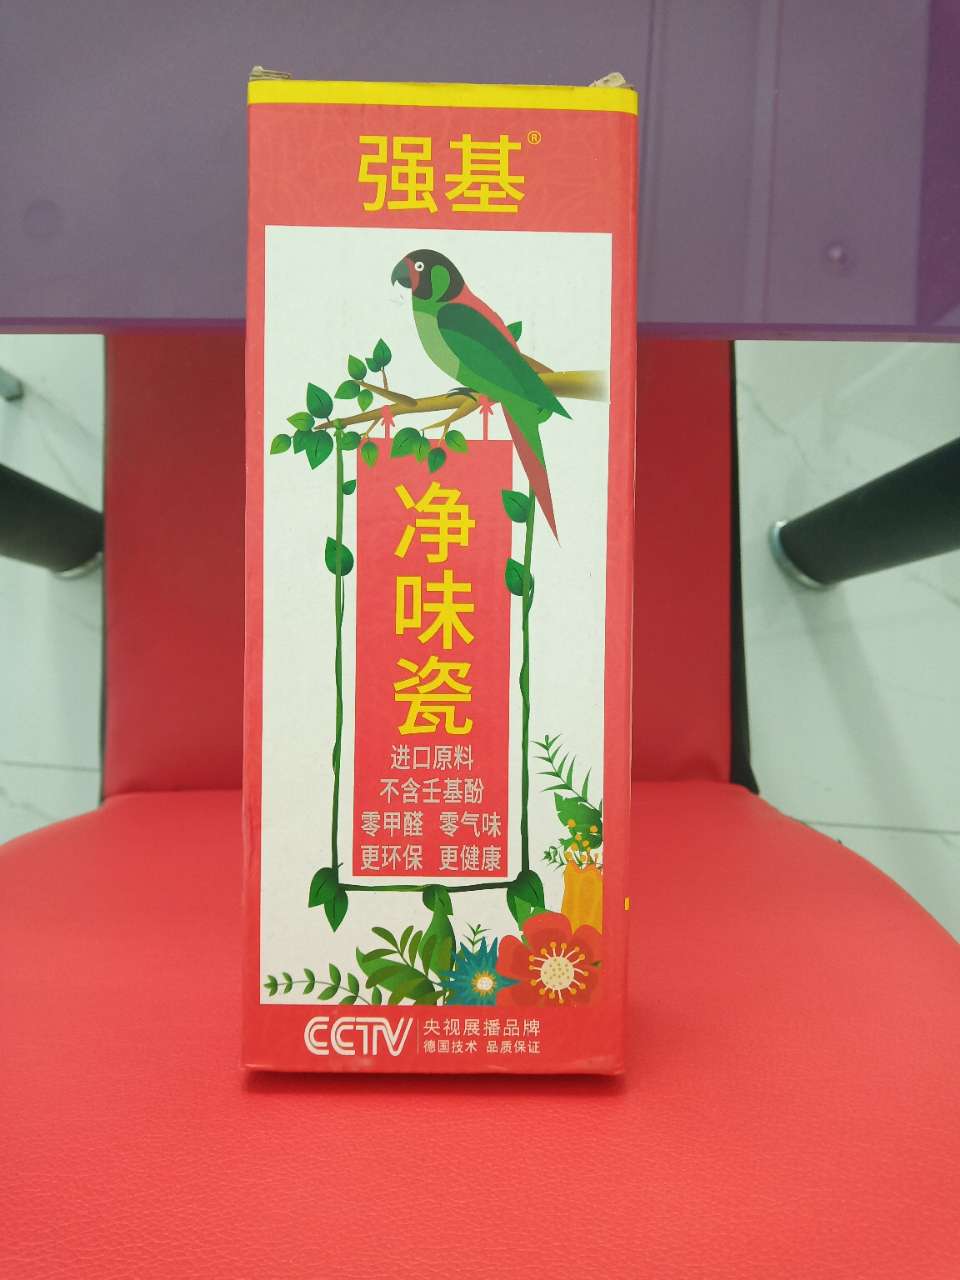 强基®
净味瓷
进口原料
不含壬基酚
零甲醛 零气味
更环保 更健康
CCTV 央视展播品牌
德国技术 品质保证